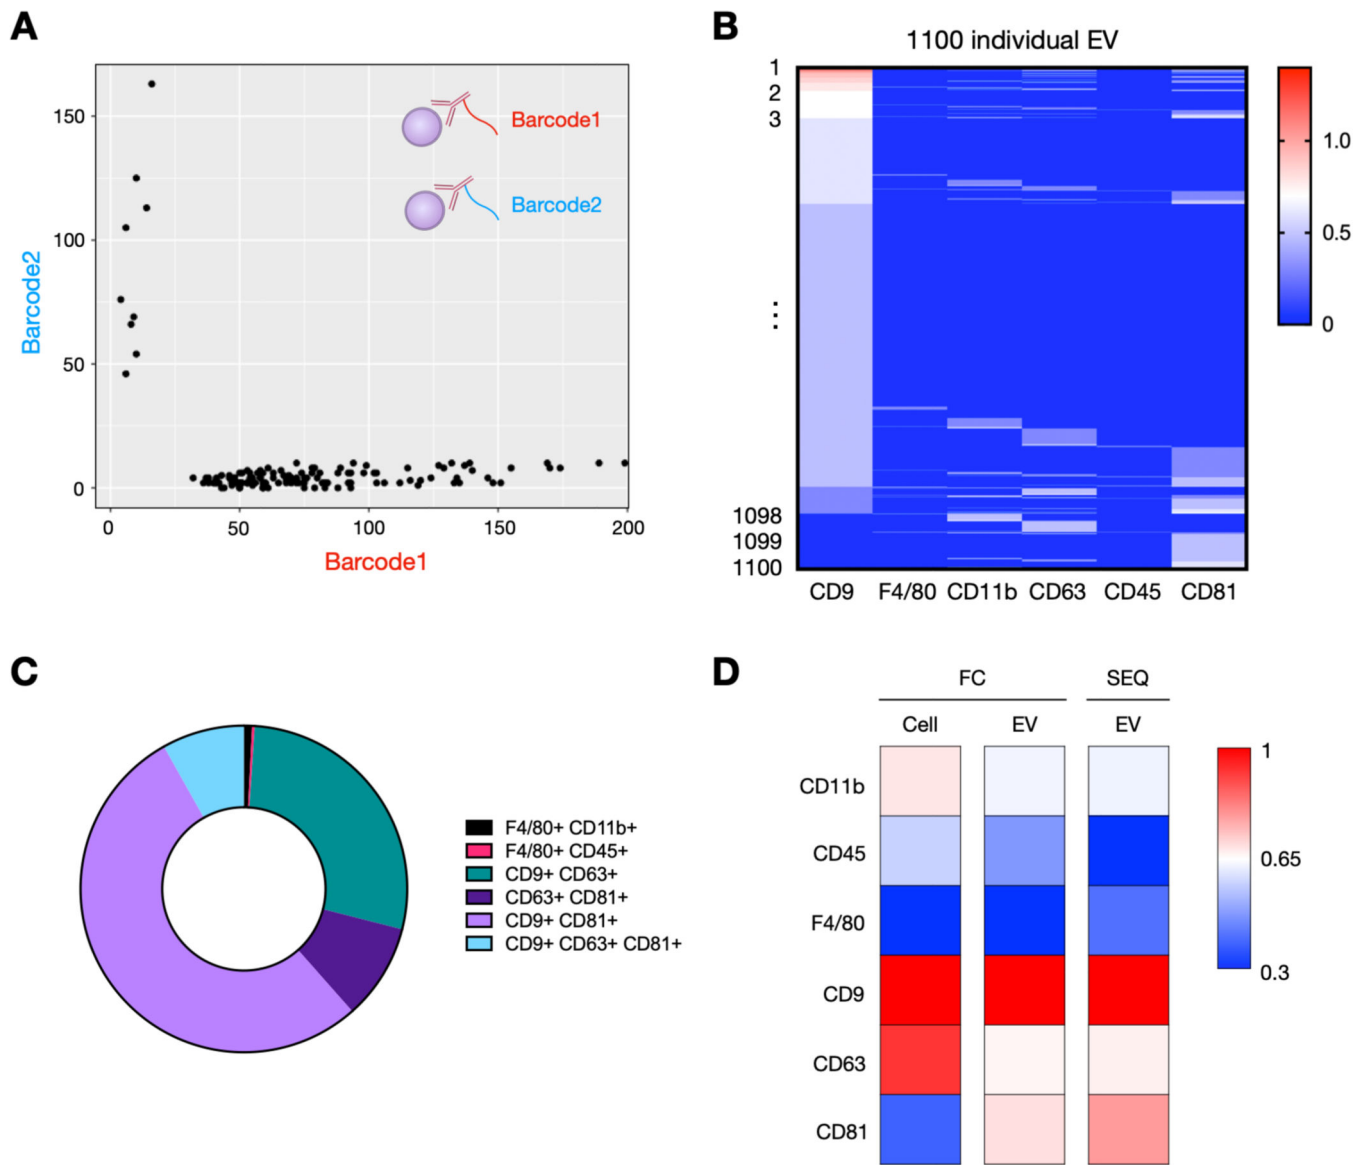 A
150
100
50
0
Barcode2
0
50
100
150
200
Barcode1
Barcode1
Barcode2
B
1100 individual EV
1
2
3
⋮
1098
1099
1100
CD9 F4/80 CD11b CD63 CD45 CD81
1.0
0.5
0
C
F4/80+ CD11b+
F4/80+ CD45+
CD9+ CD63+
CD63+ CD81+
CD9+ CD81+
CD9+ CD63+ CD81+
D
FC SEQ
Cell EV EV
CD11b
CD45
F4/80
CD9
CD63
CD81
1
0.65
0.3